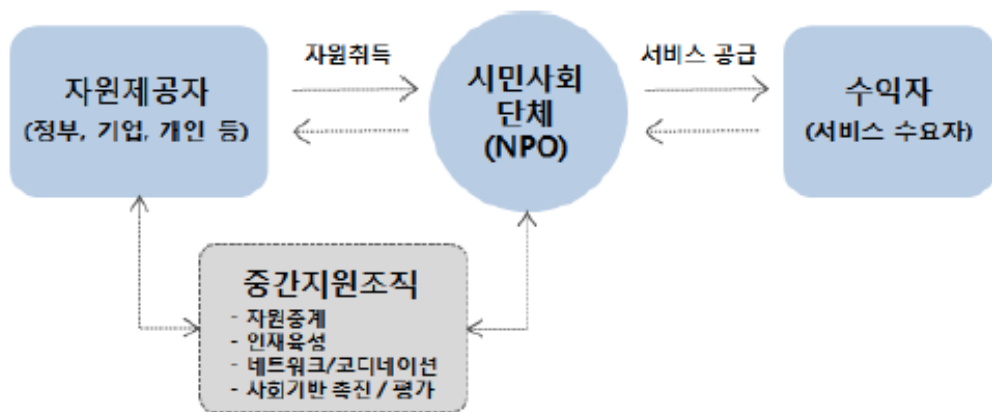 자원제공자
(정부, 기업, 개인 등)
자원취득
시민사회
단체
(NPO)
서비스 공급
수익자
(서비스 수요자)
중간지원조직
- 자원중계
- 인재육성
- 네트워크/코디네이션
- 사회기반 촉진 / 평가